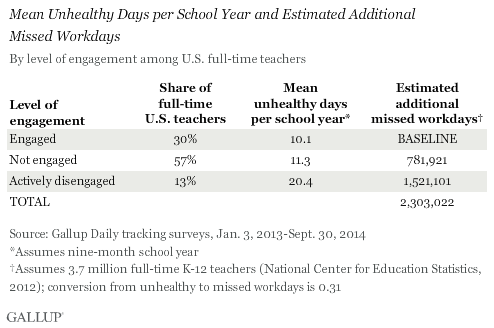 Mean Unhealthy Days per School Year and Estimated Additional
Missed Workdays
By level of engagement among U.S. full-time teachers
Level of engagement Share of full-time U.S. teachers Mean unhealthy days per school year* Estimated additional missed workdays†
Engaged 30% 10.1 BASELINE
Not engaged 57% 11.3 781,921
Actively disengaged 13% 20.4 1,521,101
TOTAL 2,303,022
Source: Gallup Daily tracking surveys, Jan. 3, 2013-Sept. 30, 2014
*Assumes nine-month school year
†Assumes 3.7 million full-time K-12 teachers (National Center for Education Statistics,
2012); conversion from unhealthy to missed workdays is 0.31
GALLUP®